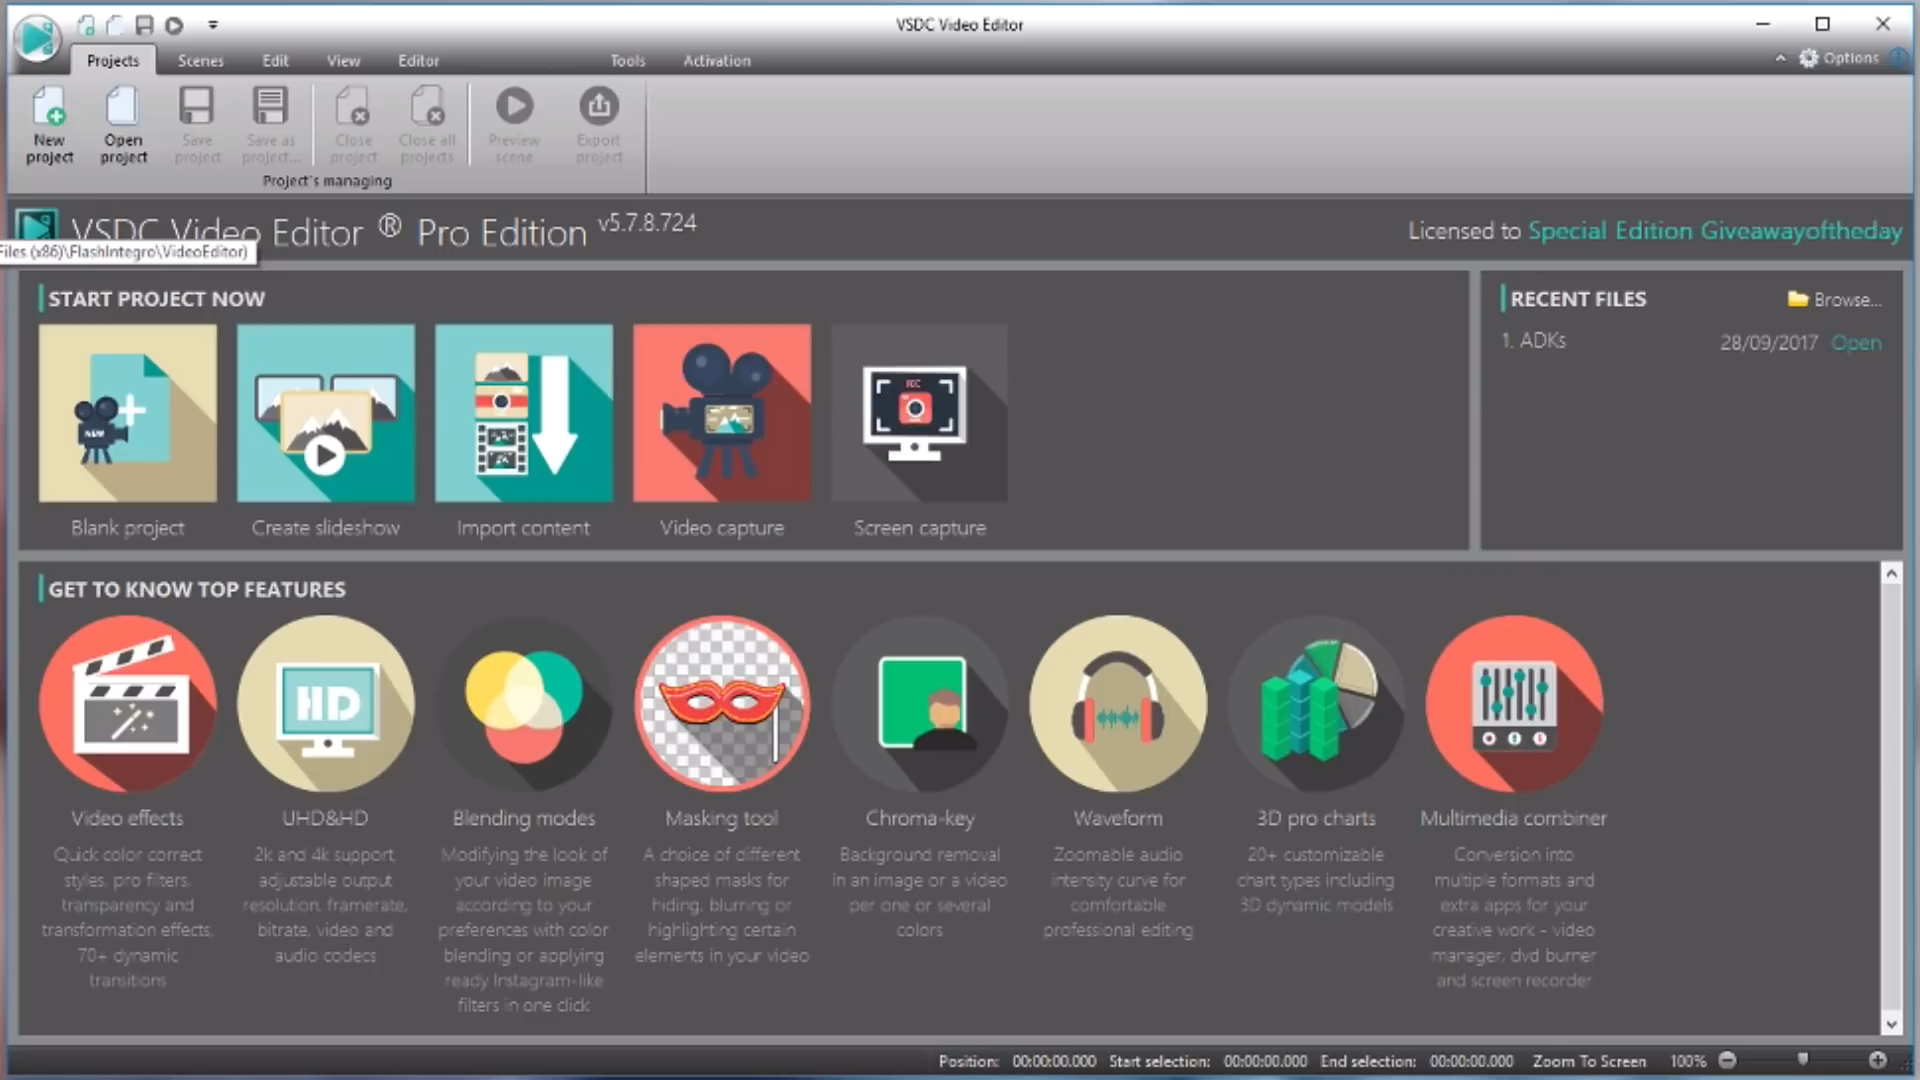 VSDC Video Editor
Projects
Scenes
Edit
View
Editor
Tools
Activation
Options
New project
Open project
Save project
Save as project...
Close project
Close all projects
Preview scene
Export project
Project's managing
VSDC Video Editor ® Pro Edition v5.7.8.724
Licensed to Special Edition Giveawayoftheday
Files (x86)\FlashIntegro\VideoEditor)
START PROJECT NOW
NEW
REC
Blank project
Create slideshow
Import content
Video capture
Screen capture
RECENT FILES
Browse...
1. ADKs 28/09/2017 Open
GET TO KNOW TOP FEATURES
HD
Video effects
Quick color correct
styles, pro filters,
transparency and
transformation effects,
70+ dynamic
transitions
UHD&HD
2k and 4k support,
adjustable output
resolution, framerate,
bitrate, video and
audio codecs
Blending modes
Modifying the look of
your video image
according to your
preferences with color
blending or applying
ready Instagram-like
filters in one click
Masking tool
A choice of different
shaped masks for
hiding, blurring or
highlighting certain
elements in your video
Chroma-key
Background removal
in an image or a video
per one or several
colors
Waveform
Zoomable audio
intensity curve for
comfortable
professional editing
3D pro charts
20+ customizable
chart types including
3D dynamic models
Multimedia combiner
Conversion into
multiple formats and
extra apps for your
creative work - video
manager, dvd burner
and screen recorder
Position: 00:00:00.000 Start selection: 00:00:00.000 End selection: 00:00:00.000 Zoom To Screen 100%